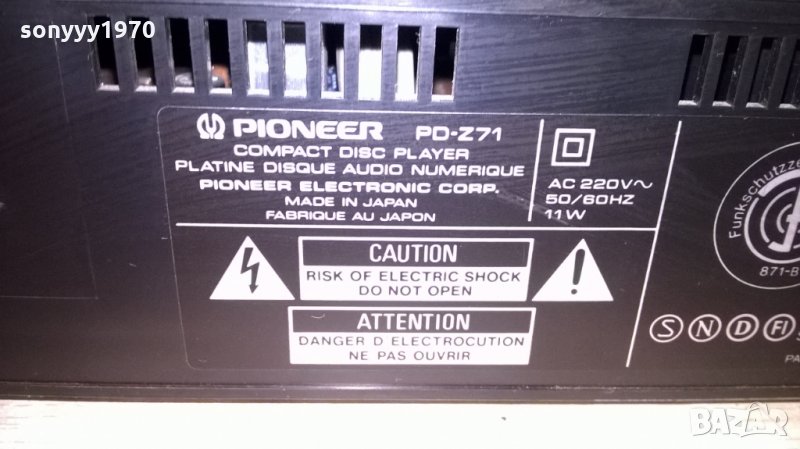 sonyyy1970
PIONEER PD-Z71
COMPACT DISC PLAYER
PLATINE DISQUE AUDIO NUMERIQUE
PIONEER ELECTRONIC CORP.
MADE IN JAPAN
FABRIQUE AU JAPON
AC 220V~
50/60HZ
11W
CAUTION
RISK OF ELECTRIC SHOCK
DO NOT OPEN
ATTENTION
DANGER D ELECTROCUTION
NE PAS OUVRIR
871-B
S N D FI
PA
BAZAR